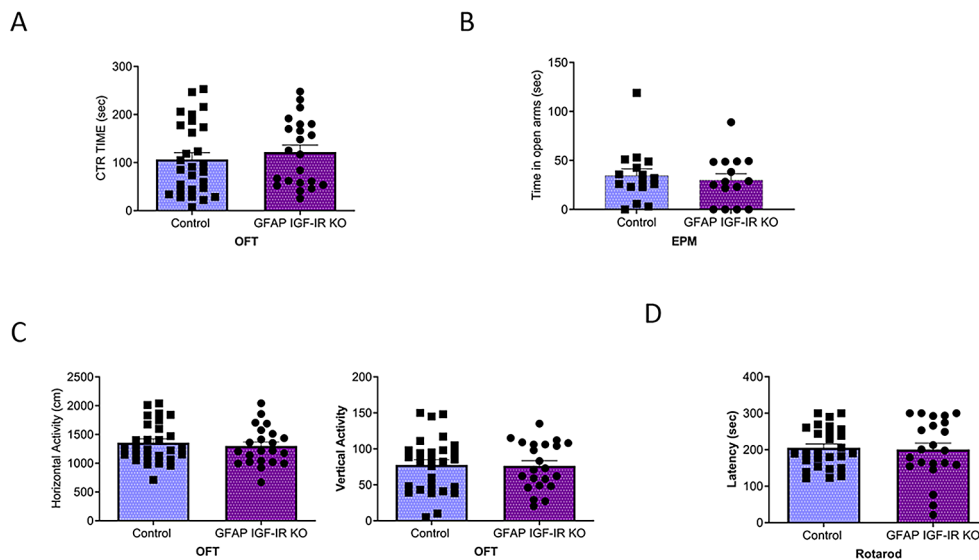 A
B
CTR TIME (sec)
300
200
100
0
Control
GFAP IGF-IR KO
OFT
Time in open arms (sec)
150
100
50
0
Control
GFAP IGF-IR KO
EPM
C
D
Horizontal Activity (cm)
2500
2000
1500
1000
500
0
Control
GFAP IGF-IR KO
OFT
Vertical Activity
200
150
100
50
0
Control
GFAP IGF-IR KO
OFT
Latency (sec)
400
300
200
100
0
Control
GFAP IGF-IR KO
Rotarod